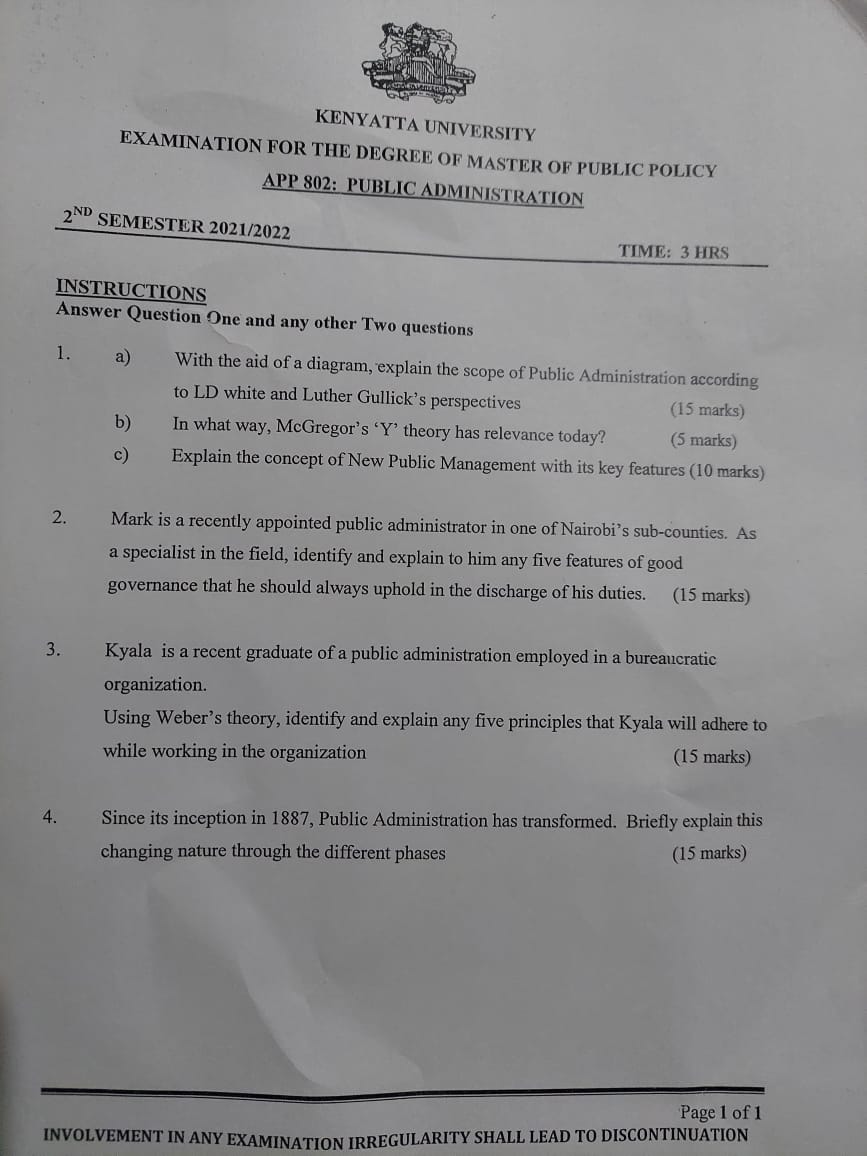 KENYATTA UNIVERSITY
EXAMINATION FOR THE DEGREE OF MASTER OF PUBLIC POLICY
APP 802: PUBLIC ADMINISTRATION
2ND SEMESTER 2021/2022
TIME: 3 HRS
INSTRUCTIONS
Answer Question One and any other Two questions
1. a) With the aid of a diagram, explain the scope of Public Administration according
to LD white and Luther Gullick's perspectives (15 marks)
b) In what way, McGregor's 'Y' theory has relevance today? (5 marks)
c) Explain the concept of New Public Management with its key features (10 marks)
2. Mark is a recently appointed public administrator in one of Nairobi's sub-counties. As
a specialist in the field, identify and explain to him any five features of good
governance that he should always uphold in the discharge of his duties. (15 marks)
3. Kyala is a recent graduate of a public administration employed in a bureaucratic
organization.
Using Weber's theory, identify and explain any five principles that Kyala will adhere to
while working in the organization (15 marks)
4. Since its inception in 1887, Public Administration has transformed. Briefly explain this
changing nature through the different phases (15 marks)
Page 1 of 1
INVOLVEMENT IN ANY EXAMINATION IRREGULARITY SHALL LEAD TO DISCONTINUATION